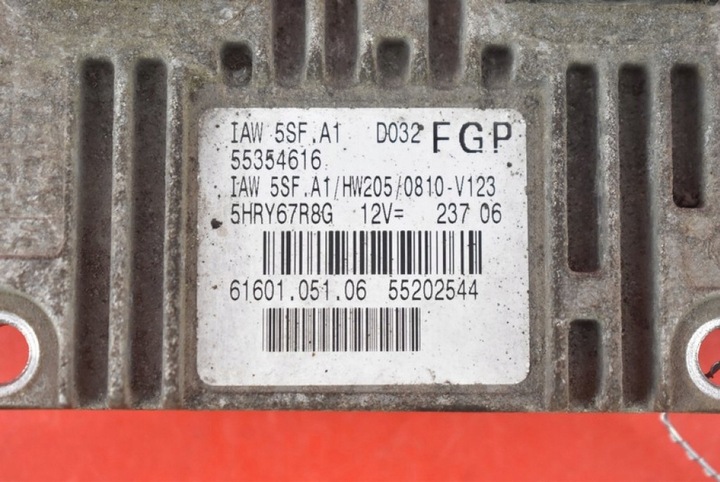 IAW 5SF.A1 D032 FGP
55354616
IAW 5SF.A1/HW205/0810-V123
5HRY67R8G 12V= 237 06
61601.051.06 55202544